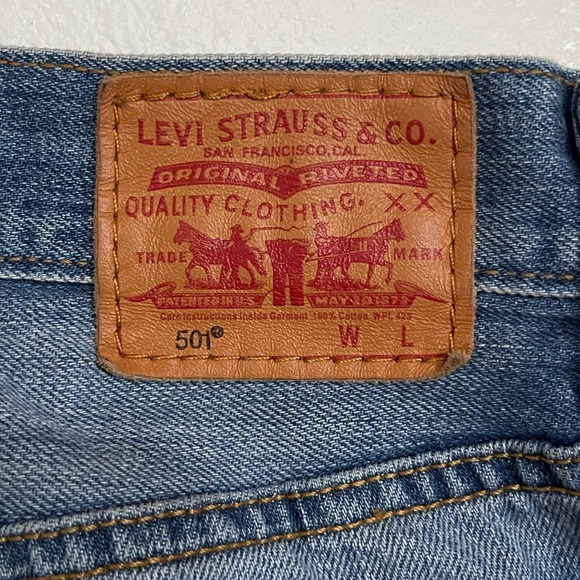 LEVI STRAUSS & CO.
SAN FRANCISCO, CAL.
ORIGINAL RIVETED
QUALITY CLOTHING. XX
TRADE MARK
PATENTED IN U.S. MAY 20 1873
Care Instructions Inside Garment 100% Cotton WPL 423
501® W L